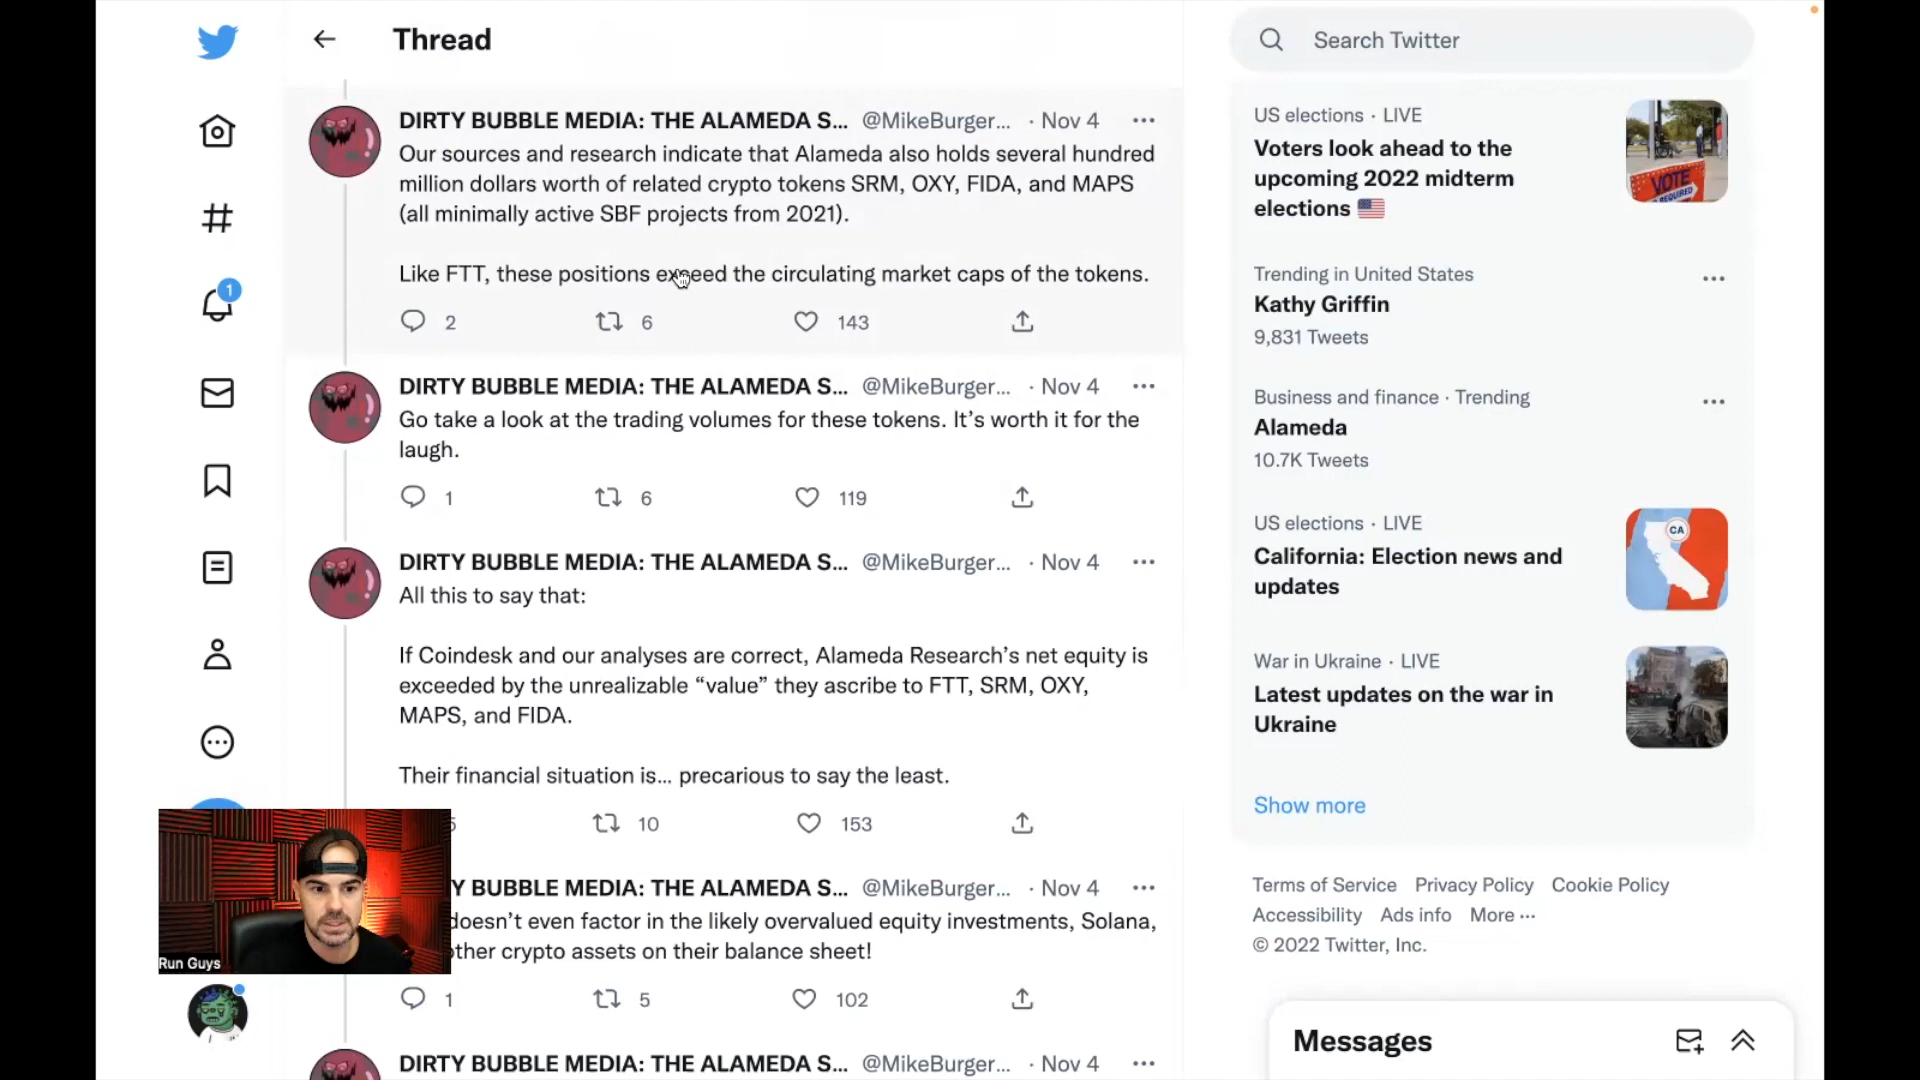 Thread
DIRTY BUBBLE MEDIA: THE ALAMEDA S... @MikeBurger... · Nov 4
Our sources and research indicate that Alameda also holds several hundred
million dollars worth of related crypto tokens SRM, OXY, FIDA, and MAPS
(all minimally active SBF projects from 2021).
Like FTT, these positions exceed the circulating market caps of the tokens.
2 6 143
DIRTY BUBBLE MEDIA: THE ALAMEDA S... @MikeBurger... · Nov 4
Go take a look at the trading volumes for these tokens. It’s worth it for the
laugh.
1 6 119
DIRTY BUBBLE MEDIA: THE ALAMEDA S... @MikeBurger... · Nov 4
All this to say that:
If Coindesk and our analyses are correct, Alameda Research’s net equity is
exceeded by the unrealizable “value” they ascribe to FTT, SRM, OXY,
MAPS, and FIDA.
Their financial situation is... precarious to say the least.
10 153
Y BUBBLE MEDIA: THE ALAMEDA S... @MikeBurger... · Nov 4
doesn’t even factor in the likely overvalued equity investments, Solana,
other crypto assets on their balance sheet!
1 5 102
DIRTY BUBBLE MEDIA: THE ALAMEDA S... @MikeBurger... · Nov 4
1
Run Guys
Search Twitter
US elections · LIVE
Voters look ahead to the
upcoming 2022 midterm
elections 🇺🇸
VOTE
Trending in United States
Kathy Griffin
9,831 Tweets
Business and finance · Trending
Alameda
10.7K Tweets
US elections · LIVE
California: Election news and
updates
CA
War in Ukraine · LIVE
Latest updates on the war in
Ukraine
Show more
Terms of Service Privacy Policy Cookie Policy
Accessibility Ads info More ···
© 2022 Twitter, Inc.
Messages